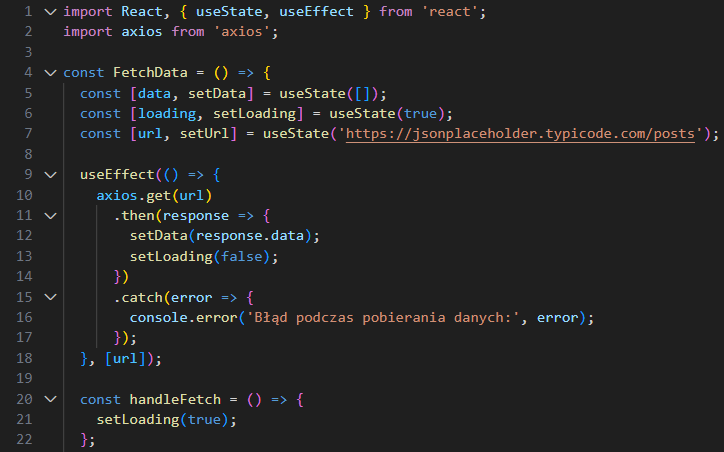 1 import React, { useState, useEffect } from 'react';
2 import axios from 'axios';
3
4 const FetchData = () => {
5 const [data, setData] = useState([]);
6 const [loading, setLoading] = useState(true);
7 const [url, setUrl] = useState('https://jsonplaceholder.typicode.com/posts');
8
9 useEffect(() => {
10 axios.get(url)
11 .then(response => {
12 setData(response.data);
13 setLoading(false);
14 })
15 .catch(error => {
16 console.error('Błąd podczas pobierania danych:', error);
17 });
18 }, [url]);
19
20 const handleFetch = () => {
21 setLoading(true);
22 };